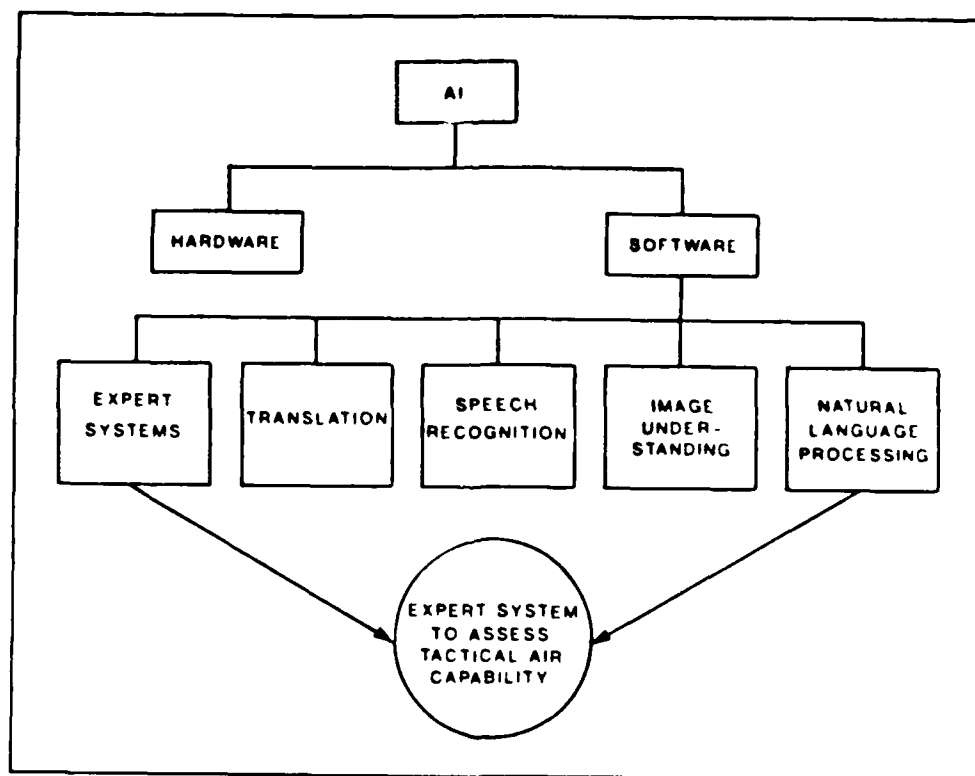 AI
HARDWARE
SOFTWARE
EXPERT
SYSTEMS
TRANSLATION
SPEECH
RECOGNITION
IMAGE
UNDER-
STANDING
NATURAL
LANGUAGE
PROCESSING
EXPERT SYSTEM
TO ASSESS
TACTICAL AIR
CAPABILITY